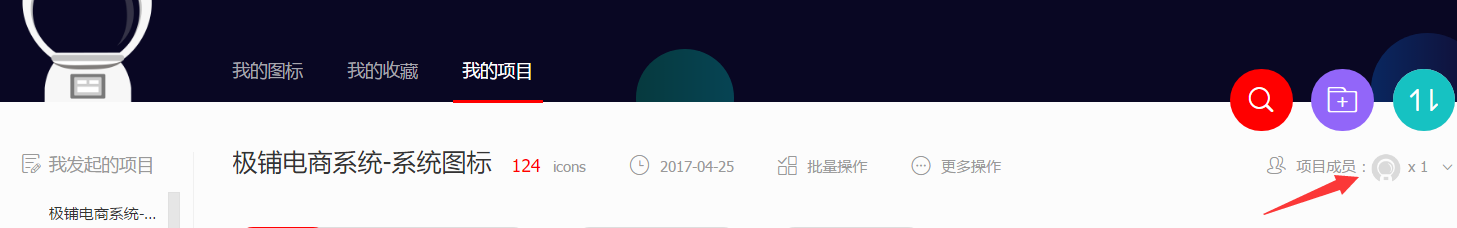 我的图标 我的收藏 我的项目
我发起的项目 极铺电商系统-系统图标 124 icons 2017-04-25 批量操作 更多操作 项目成员： x 1
极铺电商系统-...